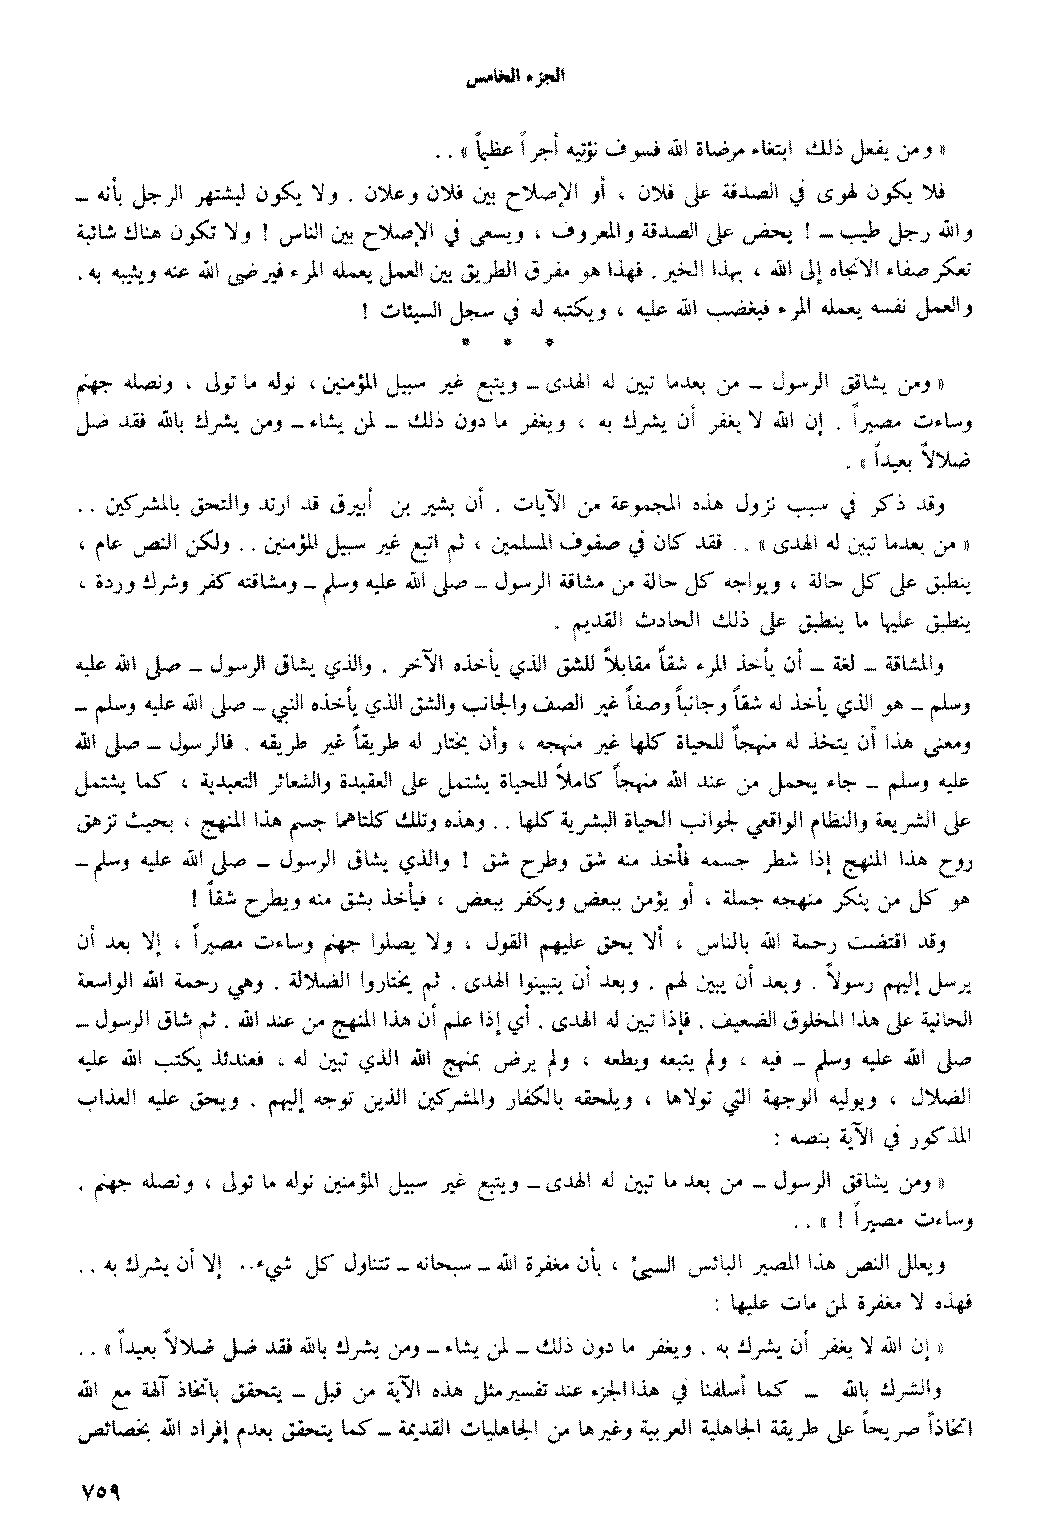 الجزء الخامس
« ومن يفعل ذلك ابتغاء مرضاة الله فسوف نؤتيه أجراً عظيماً » . .
فلا يكون لهوى في الصدقة على فلان ، أو الإصلاح بين فلان وعلان . ولا يكون ليشتهر الرجل بأنه –
والله رجل طيب – ! يحض على الصدقة والمعروف ، ويسعى في الإصلاح بين الناس ! ولا تكون هناك شائبة
تعكر صفاء الاتجاه إلى الله ، بهذا الخير . فهذا هو مفرق الطريق بين العمل يعمله المرء فيرضى الله عنه ويثيبه به .
والعمل نفسه يعمله المرء فيغضب الله عليه ، ويكتبه له في سجل السيئات !
* * *
« ومن يشاقق الرسول – من بعدما تبين له الهدى – ويتبع غير سبيل المؤمنين ، نوله ما تولى ، ونصله جهنم
وساءت مصيراً . إن الله لا يغفر أن يشرك به ، ويغفر ما دون ذلك – لمن يشاء – ومن يشرك بالله فقد ضل
ضلالاً بعيداً » .
وقد ذكر في سبب نزول هذه المجموعة من الآيات . أن بشير بن أبيرق قد ارتد والتحق بالمشركين . .
« من بعدما تبين له الهدى » . . فقد كان في صفوف المسلمين ، ثم اتبع غير سبيل المؤمنين . . ولكن النص عام ،
ينطبق على كل حالة ، ويواجه كل حالة من مشاقة الرسول – صلى الله عليه وسلم – ومشاقته كفر وشرك وردة ،
ينطبق عليها ما ينطبق على ذلك الحادث القديم .
والمشاقة – لغة – أن يأخذ المرء شقاً مقابلاً للشق الذي يأخذه الآخر . والذي يشاق الرسول – صلى الله عليه
وسلم – هو الذي يأخذ له شقاً وجانباً وصفاً غير الصف والجانب والشق الذي يأخذه النبي – صلى الله عليه وسلم –
ومعنى هذا أن يتخذ له منهجاً للحياة كلها غير منهجه ، وأن يختار له طريقاً غير طريقه . فالرسول – صلى الله
عليه وسلم – جاء يحمل من عند الله منهجاً كاملاً للحياة يشتمل على العقيدة والشعائر التعبدية ، كما يشتمل
على الشريعة والنظام الواقعي لجوانب الحياة البشرية كلها . . وهذه وتلك كلتاهما جسم هذا المنهج ، بحيث تزهق
روح هذا المنهج إذا شطر جسمه فأخذ منه شق وطرح شق ! والذي يشاق الرسول – صلى الله عليه وسلم –
هو كل من ينكر منهجه جملة ، أو يؤمن ببعض ويكفر ببعض ، فيأخذ بشق منه ويطرح شقاً !
وقد اقتضت رحمة الله بالناس ، ألا يحق عليهم القول ، ولا يصلوا جهنم وساءت مصيراً ، إلا بعد أن
يرسل إليهم رسولاً . وبعد أن يبين لهم . وبعد أن يتبينوا الهدى . ثم يختاروا الضلالة . وهي رحمة الله الواسعة
الحانية على هذا المخلوق الضعيف . فإذا تبين له الهدى . أي إذا علم أن هذا المنهج من عند الله . ثم شاق الرسول –
صلى الله عليه وسلم – فيه ، ولم يتبعه ويطعه ، ولم يرض بمنهج الله الذي تبين له ، فعندئذ يكتب الله عليه
الضلال ، ويوليه الوجهة التي تولاها ، ويلحقه بالكفار والمشركين الذين توجه إليهم . ويحق عليه العذاب
المذكور في الآية بنصه :
« ومن يشاقق الرسول – من بعد ما تبين له الهدى – ويتبع غير سبيل المؤمنين نوله ما تولى ، ونصله جهنم .
وساءت مصيراً ! » . .
ويعلل النص هذا المصير البائس السيئ ، بأن مغفرة الله – سبحانه – تتناول كل شيء . . إلا أن يشرك به . .
فهذه لا مغفرة لمن مات عليها :
« إن الله لا يغفر أن يشرك به . ويغفر ما دون ذلك – لمن يشاء – ومن يشرك بالله فقد ضل ضلالاً بعيداً » . .
والشرك بالله – كما أسلفنا في هذا الجزء عند تفسير مثل هذه الآية من قبل – يتحقق باتخاذ آلهة مع الله
اتخاذاً صريحاً على طريقة الجاهلية العربية وغيرها من الجاهليات القديمة – كما يتحقق بعدم إفراد الله بخصائص
٧٥٩